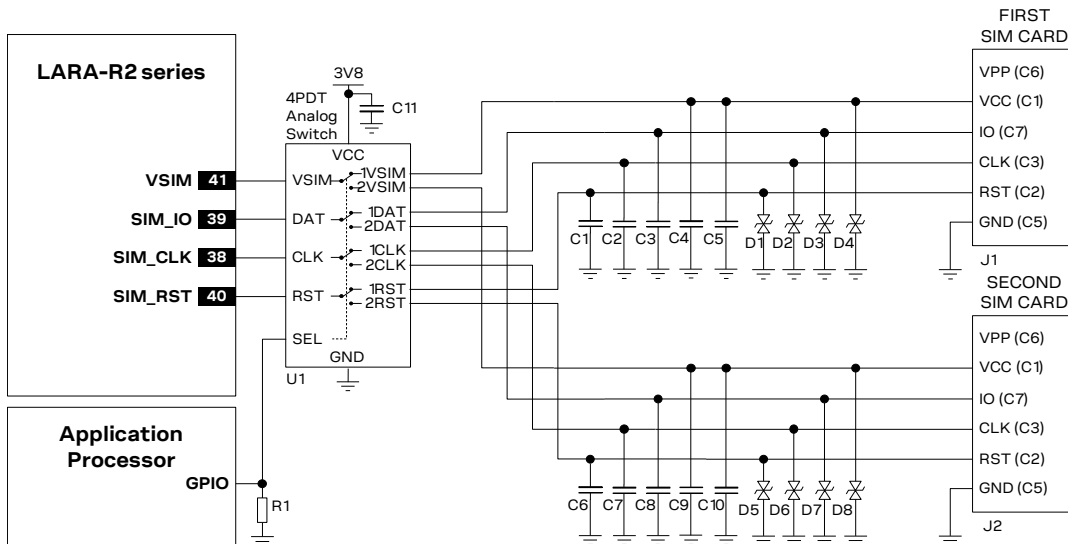 LARA-R2 series
VSIM 41
SIM_IO 39
SIM_CLK 38
SIM_RST 40
Application
Processor
GPIO
R1
3V8
C11
4PDT
Analog
Switch
VCC
VSIM
1VSIM
2VSIM
DAT
1DAT
2DAT
CLK
1CLK
2CLK
RST
1RST
2RST
SEL
GND
U1
C1 C2 C3 C4 C5 D1 D2 D3 D4
FIRST
SIM CARD
VPP (C6)
VCC (C1)
IO (C7)
CLK (C3)
RST (C2)
GND (C5)
J1
C6 C7 C8 C9 C10 D5 D6 D7 D8
SECOND
SIM CARD
VPP (C6)
VCC (C1)
IO (C7)
CLK (C3)
RST (C2)
GND (C5)
J2